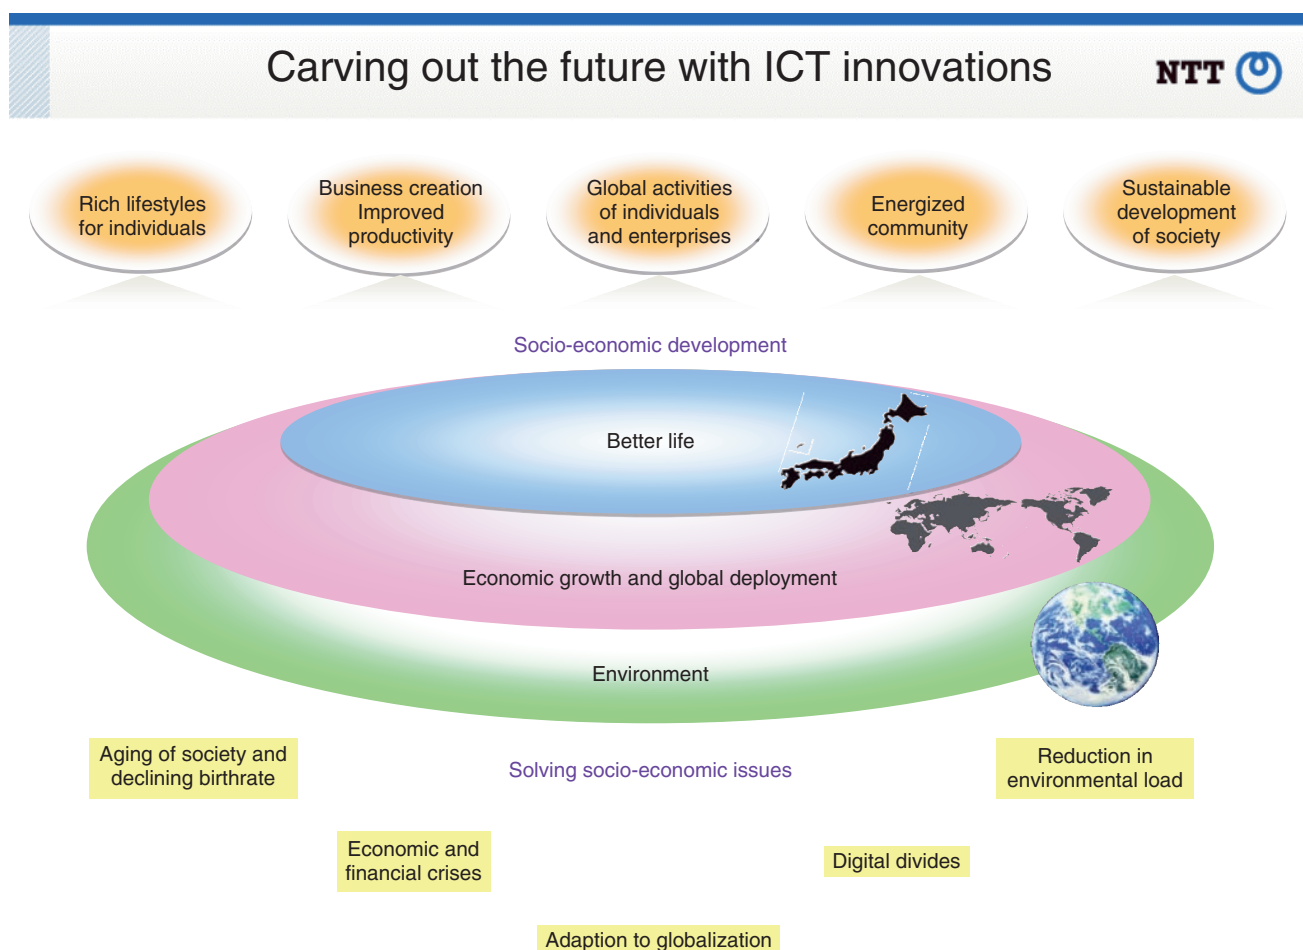 Carving out the future with ICT innovations
NTT
Rich lifestyles
for individuals
Business creation
Improved
productivity
Global activities
of individuals
and enterprises
Energized
community
Sustainable
development
of society
Socio-economic development
Better life
Economic growth and global deployment
Environment
Aging of society and
declining birthrate
Solving socio-economic issues
Reduction in
environmental load
Economic and
financial crises
Digital divides
Adaption to globalization